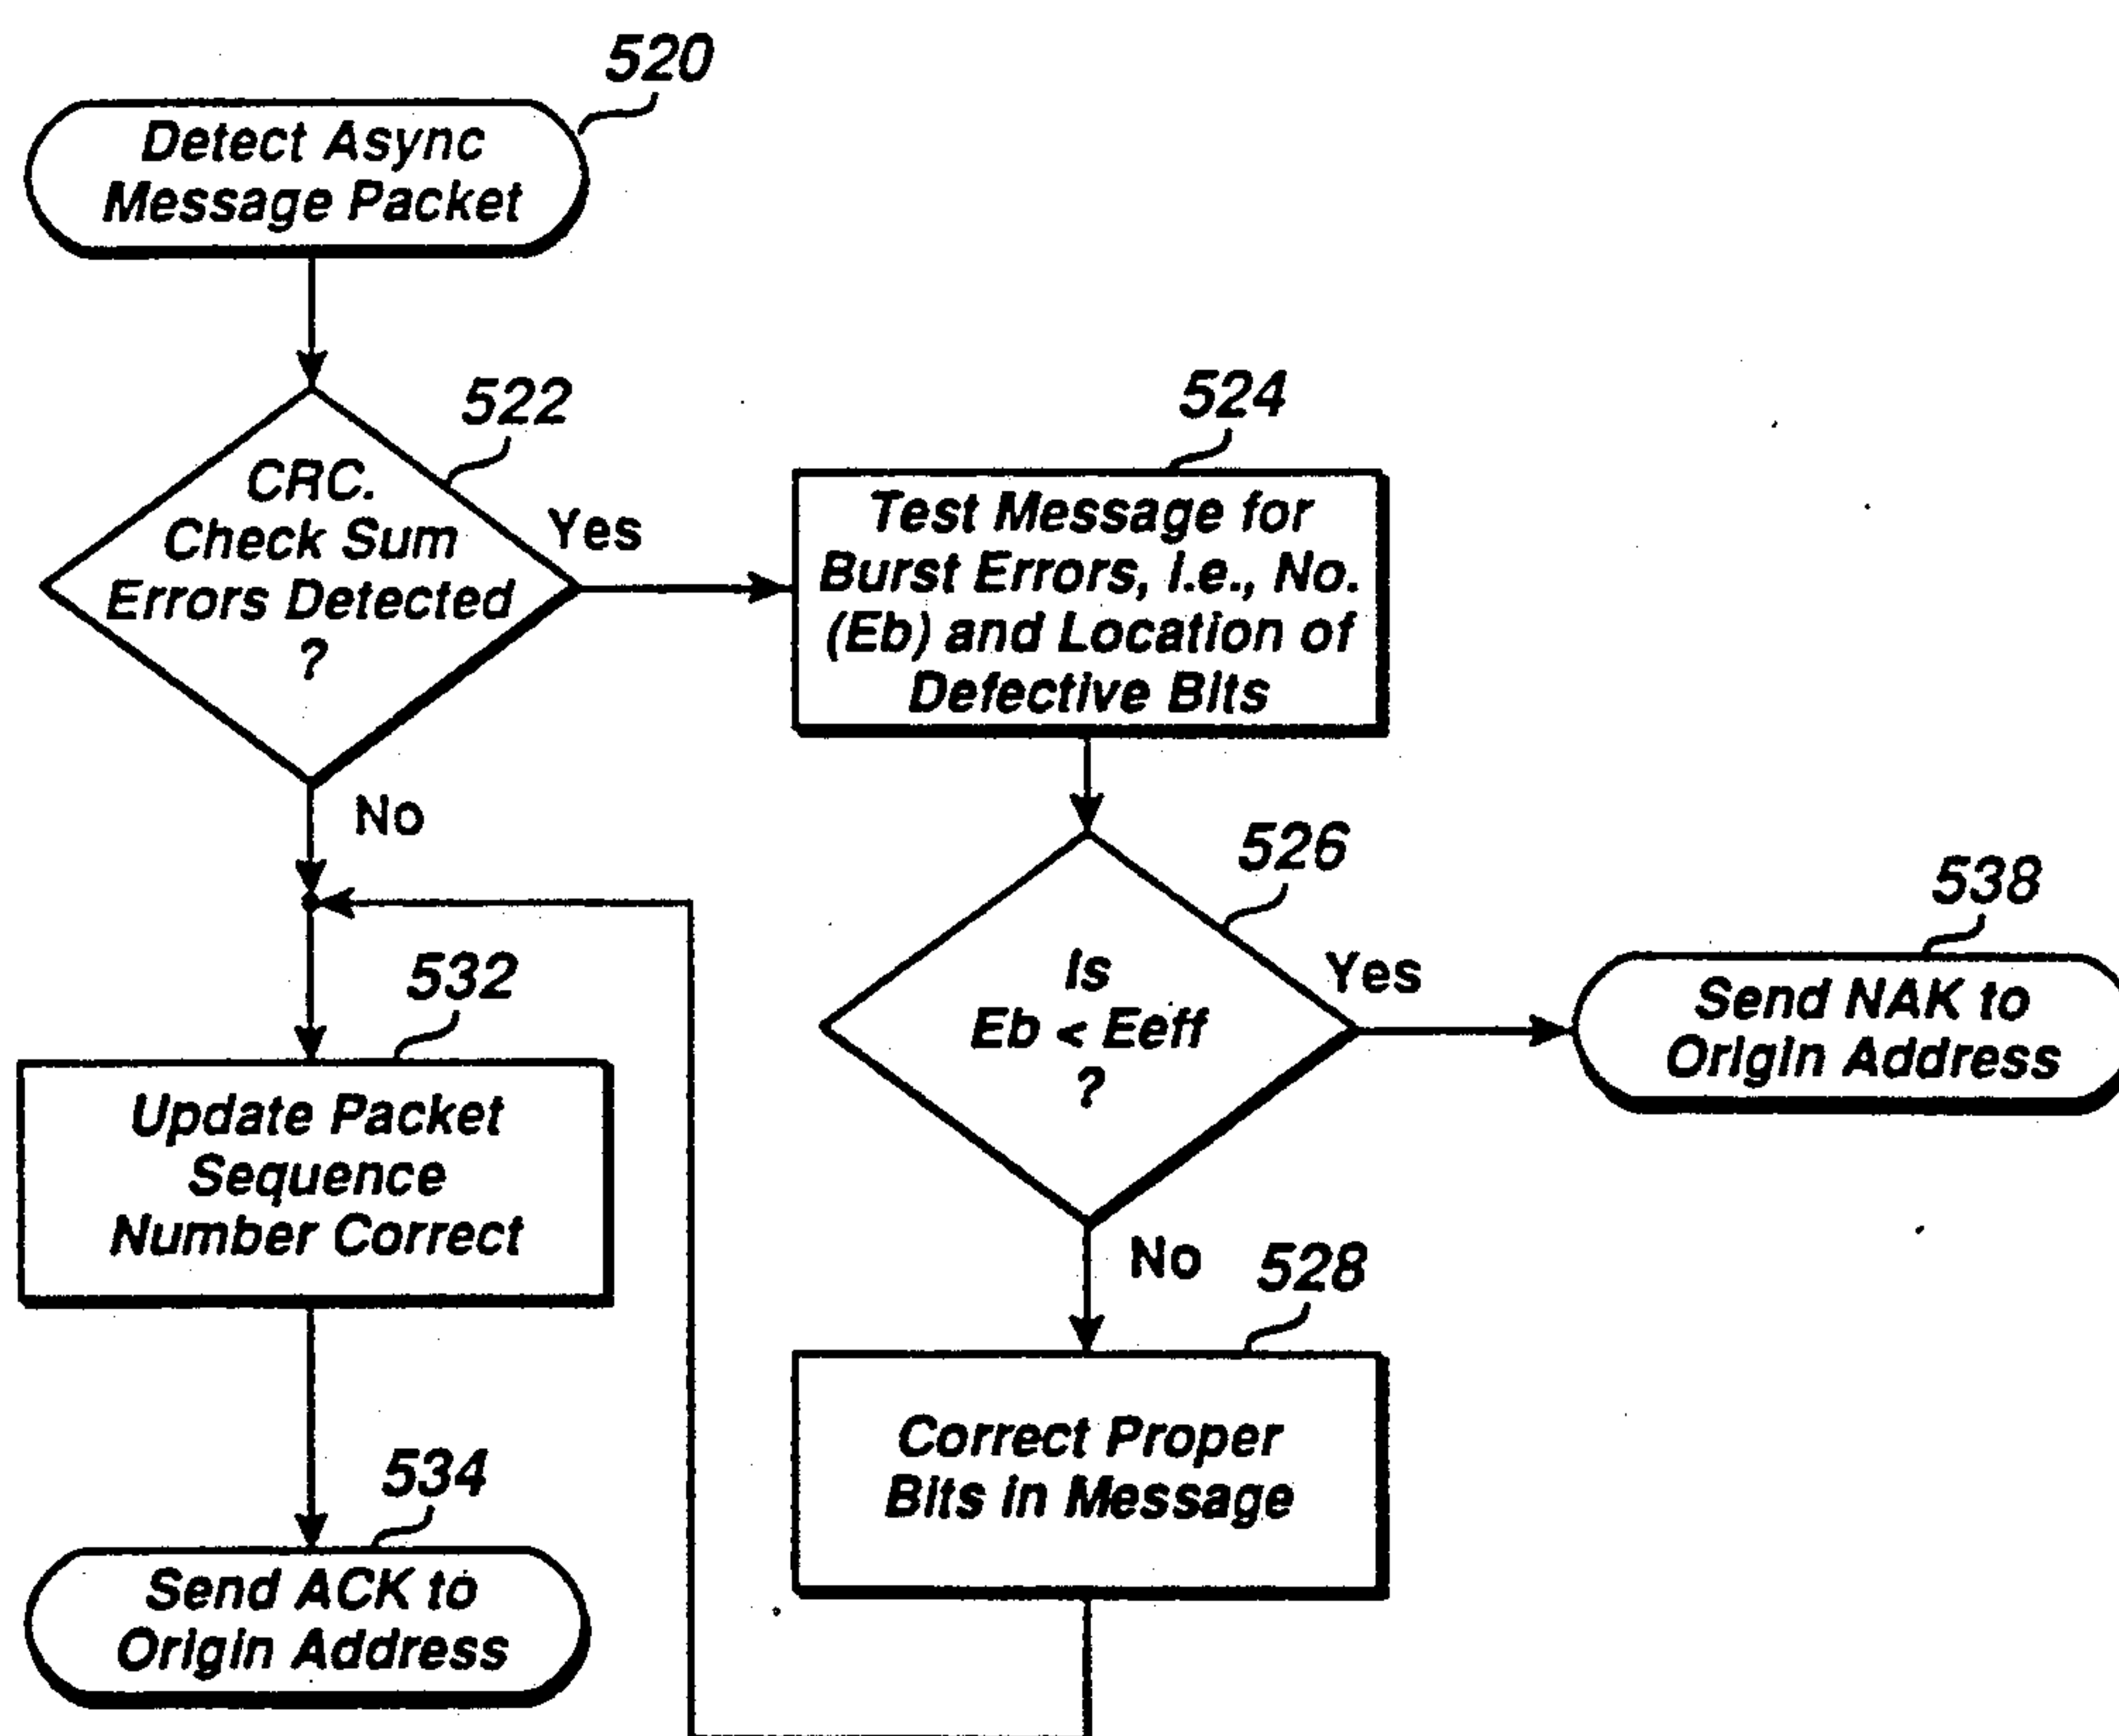 520
Detect Async
Message Packet
522
CRC.
Check Sum
Errors Detected
?
Yes
No
524
Test Message for
Burst Errors, i.e., No.
(Eb) and Location of
Defective Bits
526
Is
Eb < Eeff
?
Yes
No
538
Send NAK to
Origin Address
532
Update Packet
Sequence
Number Correct
528
Correct Proper
Bits in Message
534
Send ACK to
Origin Address